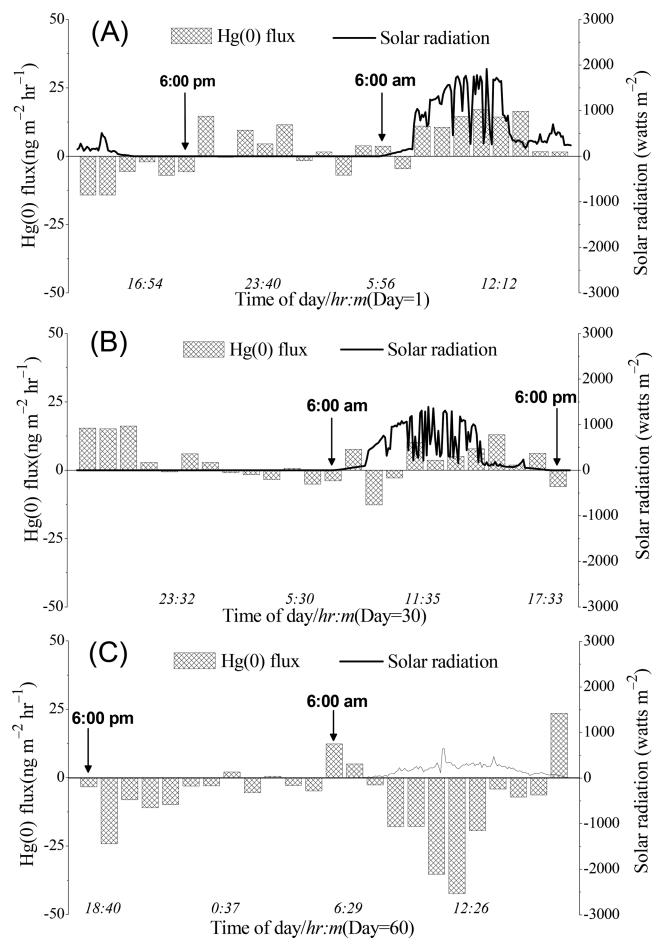 (A)
Hg(0) flux
Solar radiation
6:00 pm
6:00 am
50
25
0
-25
-50
3000
2000
1000
0
-1000
-2000
-3000
Hg(0) flux(ng m⁻² hr⁻¹)
Solar radiation (watts m⁻²)
16:54 23:40 5:56 12:12
Time of day/hr:m(Day=1)
(B)
Hg(0) flux
Solar radiation
6:00 am
6:00 pm
50
25
0
-25
-50
3000
2000
1000
0
-1000
-2000
-3000
Hg(0) flux(ng m⁻² hr⁻¹)
Solar radiation (watts m⁻²)
23:32 5:30 11:35 17:33
Time of day/hr:m(Day=30)
(C)
Hg(0) flux
Solar radiation
6:00 pm
6:00 am
50
25
0
-25
-50
3000
2000
1000
0
-1000
-2000
-3000
Hg(0) flux(ng m⁻² hr⁻¹)
Solar radiation (watts m⁻²)
18:40 0:37 6:29 12:26
Time of day/hr:m(Day=60)